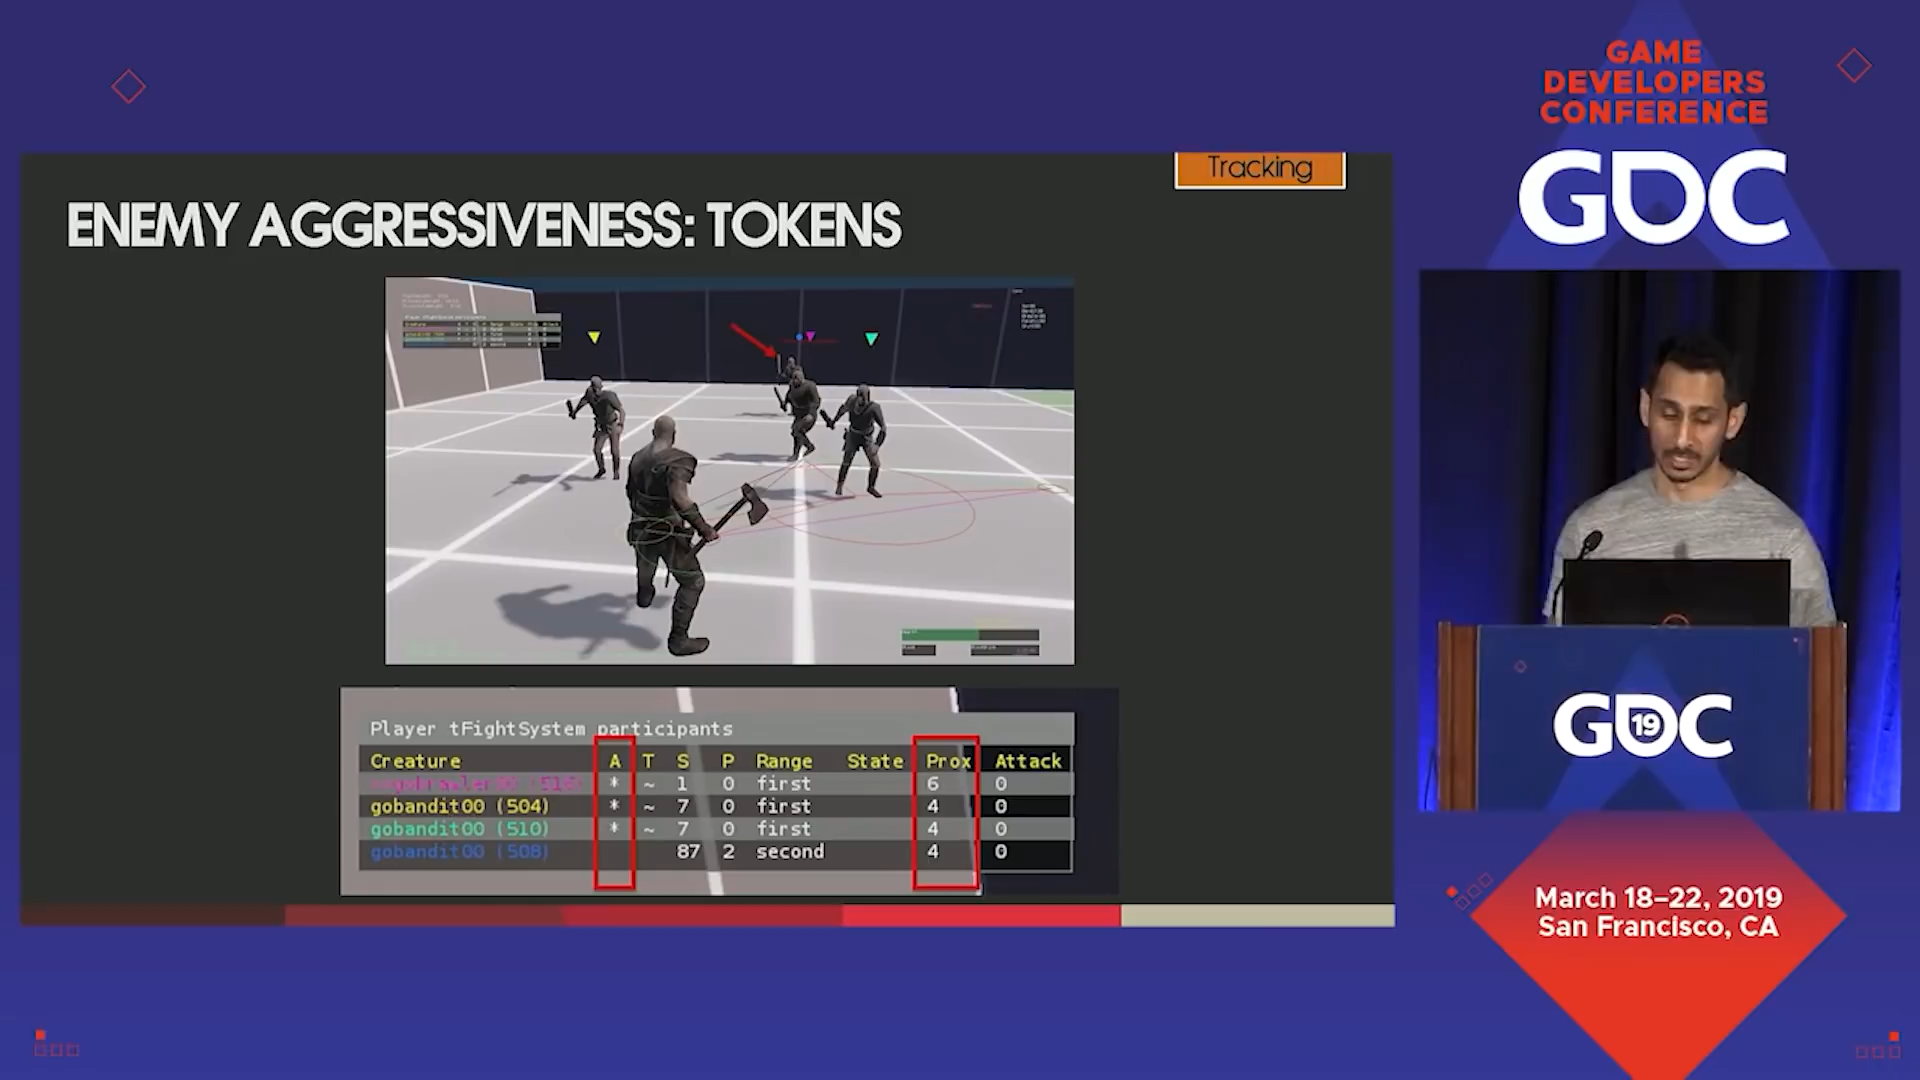 GAME
DEVELOPERS
CONFERENCE
GDC
Tracking
ENEMY AGGRESSIVENESS: TOKENS
Player tFightSystem participants
Creature A T S P Range State Prox Attack
* ~ 1 0 first 6 0
gobandit00 (504) * ~ 7 0 first 4 0
gobandit00 (510) * ~ 7 0 first 4 0
gobandit00 (508) 87 2 second 4 0
GDC
19
March 18–22, 2019
San Francisco, CA